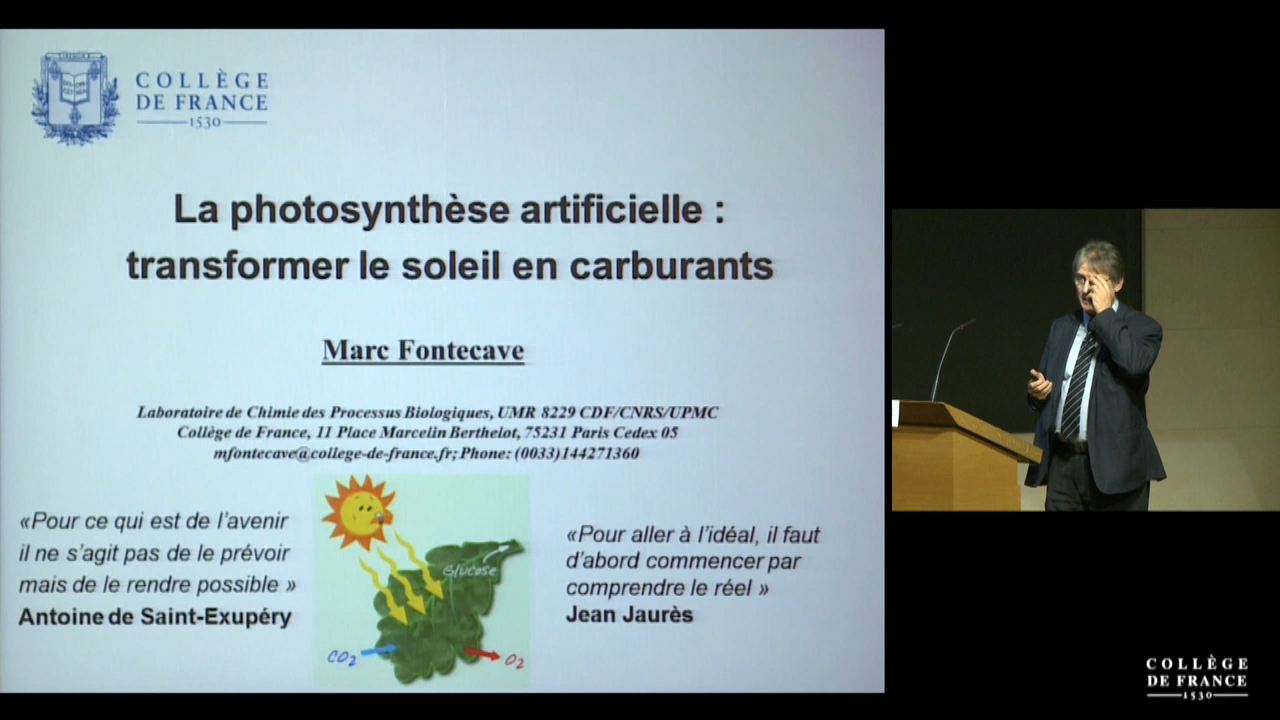 COLLÈGE
DE FRANCE
1530
La photosynthèse artificielle :
transformer le soleil en carburants
Marc Fontecave
Laboratoire de Chimie des Processus Biologiques, UMR 8229 CDF/CNRS/UPMC
Collège de France, 11 Place Marcelin Berthelot, 75231 Paris Cedex 05
mfontecave@college-de-france.fr; Phone: (0033)144271360
«Pour ce qui est de l’avenir
il ne s’agit pas de le prévoir
mais de le rendre possible »
Antoine de Saint-Exupéry
Glucose
CO2
O2
«Pour aller à l’idéal, il faut
d’abord commencer par
comprendre le réel »
Jean Jaurès
COLLÈGE
DE FRANCE
1530